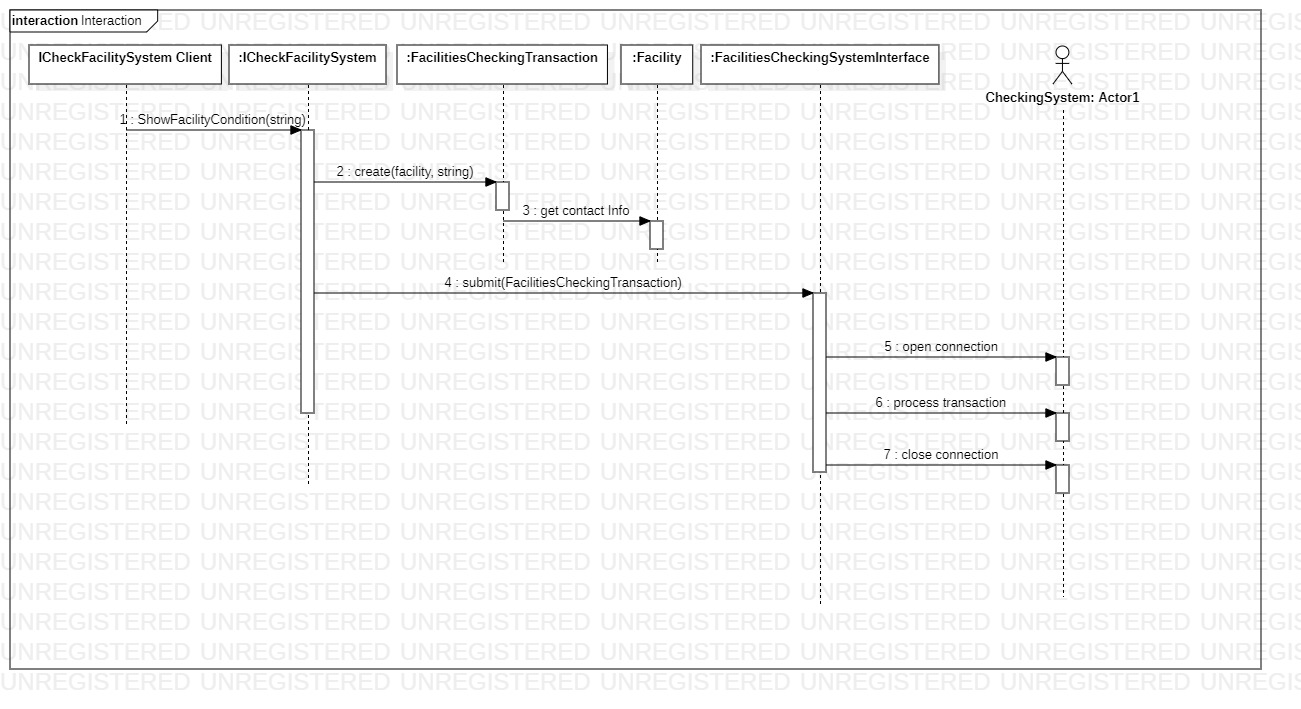 interaction Interaction
ICheckFacilitySystem Client
:ICheckFacilitySystem
:FacilitiesCheckingTransaction
:Facility
:FacilitiesCheckingSystemInterface
CheckingSystem: Actor1
1 : ShowFacilityCondition(string)
2 : create(facility, string)
3 : get contact Info
4 : submit(FacilitiesCheckingTransaction)
5 : open connection
6 : process transaction
7 : close connection
UNREGISTERED UNREGISTERED UNREGISTERED UNREGISTERED UNREGISTERED UNREGISTERED UNREGIS